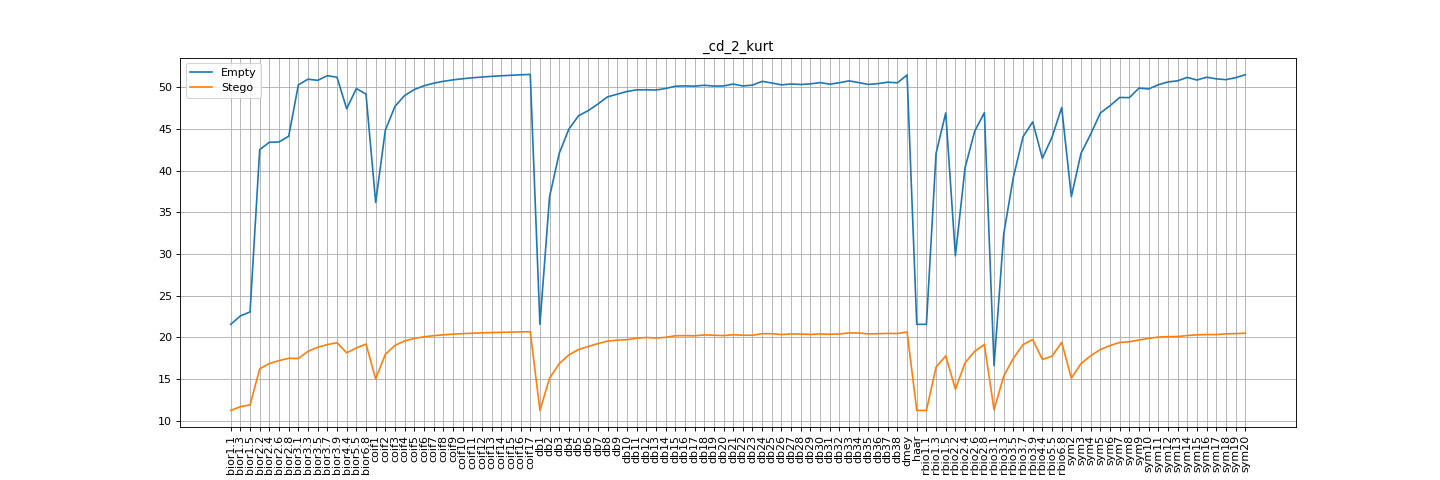 _cd_2_kurt
Empty
Stego
50
45
40
35
30
25
20
15
10
bior1.1
bior1.3
bior1.5
bior2.2
bior2.4
bior2.6
bior2.8
bior3.1
bior3.3
bior3.5
bior3.7
bior3.9
bior4.4
bior5.5
bior6.8
coif1
coif2
coif3
coif4
coif5
coif6
coif7
coif8
coif9
coif10
coif11
coif12
coif13
coif14
coif15
coif16
coif17
db1
db2
db3
db4
db5
db6
db7
db8
db9
db10
db11
db12
db13
db14
db15
db16
db17
db18
db19
db20
db21
db22
db23
db24
db25
db26
db27
db28
db29
db30
db31
db32
db33
db34
db35
db36
db37
db38
dmey
haar
rbio1.1
rbio1.3
rbio1.5
rbio2.2
rbio2.4
rbio2.6
rbio2.8
rbio3.1
rbio3.3
rbio3.5
rbio3.7
rbio3.9
rbio4.4
rbio5.5
rbio6.8
sym2
sym3
sym4
sym5
sym6
sym7
sym8
sym9
sym10
sym11
sym12
sym13
sym14
sym15
sym16
sym17
sym18
sym19
sym20